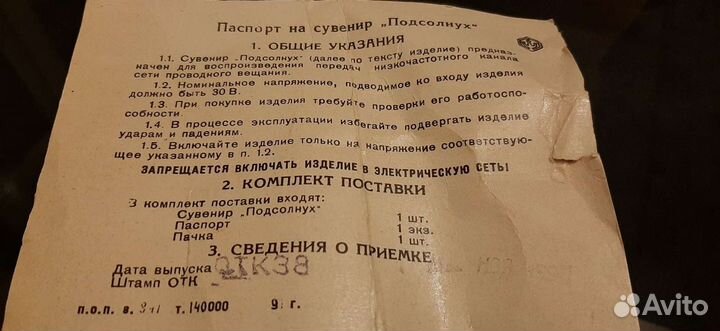 Паспорт на сувенир „Подсолнух“
1. ОБЩИЕ УКАЗАНИЯ
1.1. Сувенир „Подсолнух“ (далее по тексту изделие) предназ-
начен для воспроизведения передач низкочастотного канала
сети проводного вещания.
1.2. Номинальное напряжение, подводимое ко входу изделия
должно быть 30 В.
1.3. При покупке изделия требуйте проверки его работоспо-
собности.
1.4. В процессе эксплуатации избегайте подвергать изделие
ударам и падениям.
1.5. Включайте изделие только на напряжение соответствую-
щее указанному в п. 1.2.
ЗАПРЕЩАЕТСЯ ВКЛЮЧАТЬ ИЗДЕЛИЕ В ЭЛЕКТРИЧЕСКУЮ СЕТЬ!
2. КОМПЛЕКТ ПОСТАВКИ
В комплект поставки входят:
Сувенир „Подсолнух“ 1 шт.
Паспорт 1 экз.
Пачка 1 шт.
3. СВЕДЕНИЯ О ПРИЕМКЕ
Дата выпуска
Штамп ОТК
п.о.п. в. т. 140000 г.
Avito